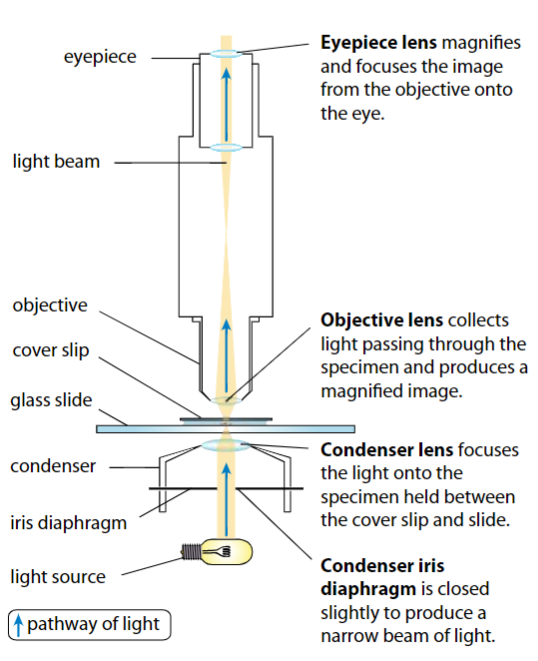 eyepiece
light beam
objective
cover slip
glass slide
condenser
iris diaphragm
light source
pathway of light
Eyepiece lens magnifies
and focuses the image
from the objective onto
the eye.
Objective lens collects
light passing through the
specimen and produces a
magnified image.
Condenser lens focuses
the light onto the
specimen held between
the cover slip and slide.
Condenser iris
diaphragm is closed
slightly to produce a
narrow beam of light.